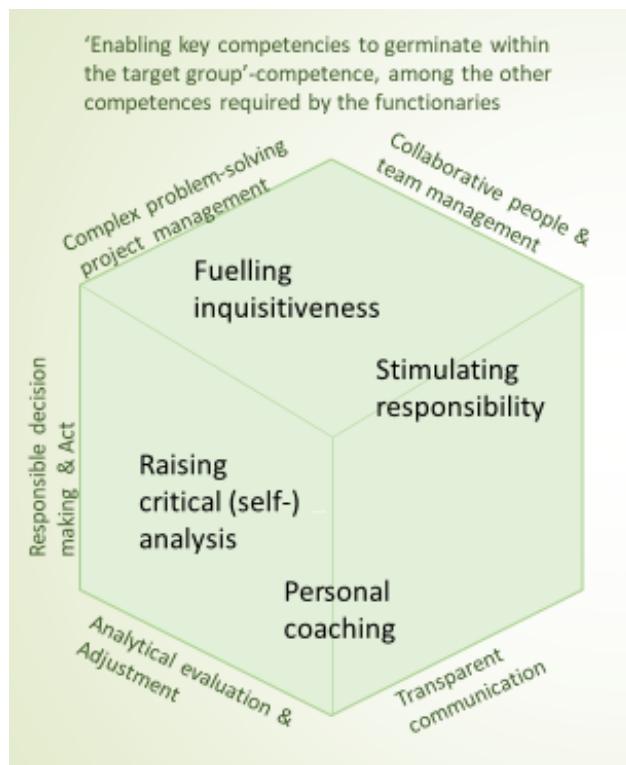 ‘Enabling key competencies to germinate within
the target group’-competence, among the other
competences required by the functionaries
Complex problem-solving
project management
Collaborative people &
team management
Fuelling
inquisitiveness
Stimulating
responsibility
Responsible decision
making & Act
Raising
critical (self-)
analysis
Personal
coaching
Analytical evaluation &
Adjustment
Transparent
communication